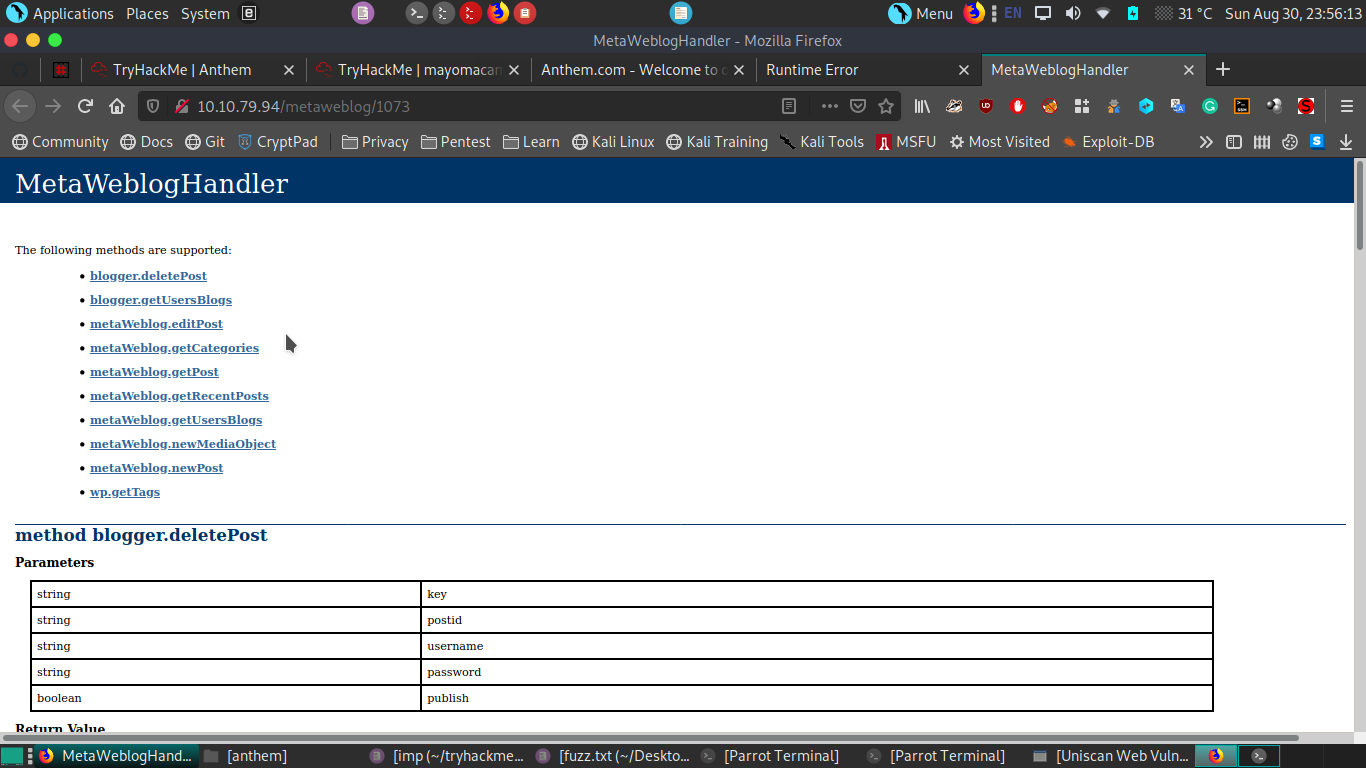 Applications Places System Menu EN 31 °C Sun Aug 30, 23:56:13
MetaWeblogHandler - Mozilla Firefox
TryHackMe | Anthem TryHackMe | mayomacam Anthem.com - Welcome to o Runtime Error MetaWeblogHandler
10.10.79.94/metaweblog/1073
Community Docs Git CryptPad Privacy Pentest Learn Kali Linux Kali Training Kali Tools MSFU Most Visited Exploit-DB
MetaWeblogHandler
The following methods are supported:
blogger.deletePost
blogger.getUsersBlogs
metaWeblog.editPost
metaWeblog.getCategories
metaWeblog.getPost
metaWeblog.getRecentPosts
metaWeblog.getUsersBlogs
metaWeblog.newMediaObject
metaWeblog.newPost
wp.getTags
method blogger.deletePost
Parameters
string key
string postid
string username
string password
boolean publish
Return Value
MetaWeblogHand... [anthem] [imp (~/tryhackme... [fuzz.txt (~/Deskto... [Parrot Terminal] [Parrot Terminal] [Uniscan Web Vuln...